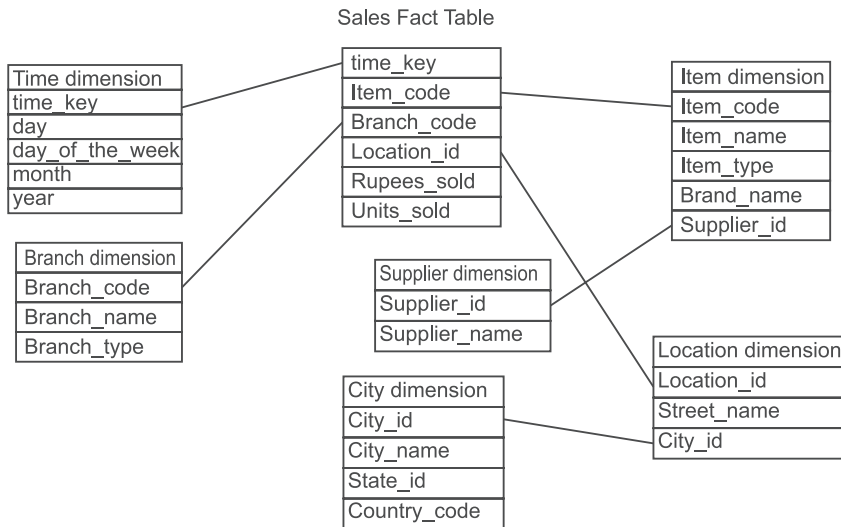 Sales Fact Table
time_key
Item_code
Branch_code
Location_id
Rupees_sold
Units_sold
Time dimension
time_key
day
day_of_the_week
month
year
Item dimension
Item_code
Item_name
Item_type
Brand_name
Supplier_id
Branch dimension
Branch_code
Branch_name
Branch_type
Supplier dimension
Supplier_id
Supplier_name
Location dimension
Location_id
Street_name
City_id
City dimension
City_id
City_name
State_id
Country_code